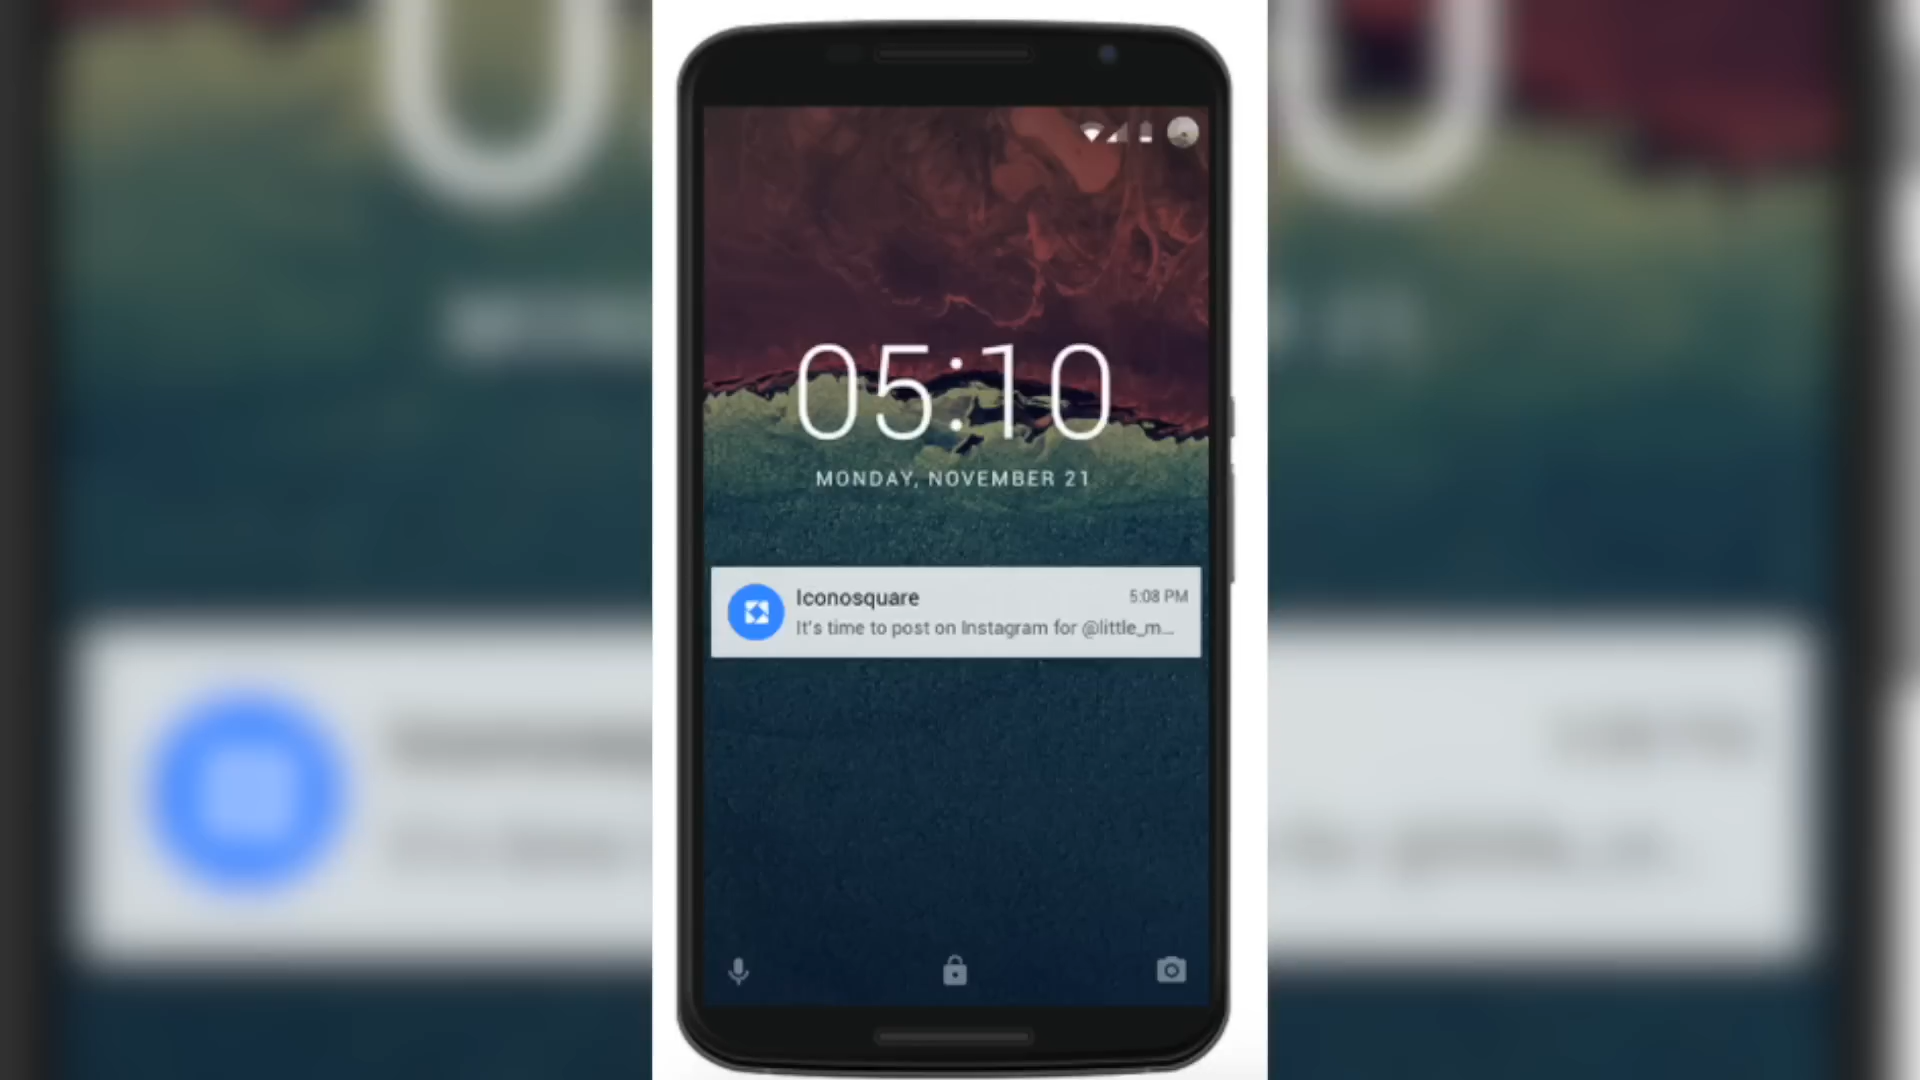 05:10
MONDAY, NOVEMBER 21
Iconosquare
5:08 PM
It's time to post on Instagram for @little_m...